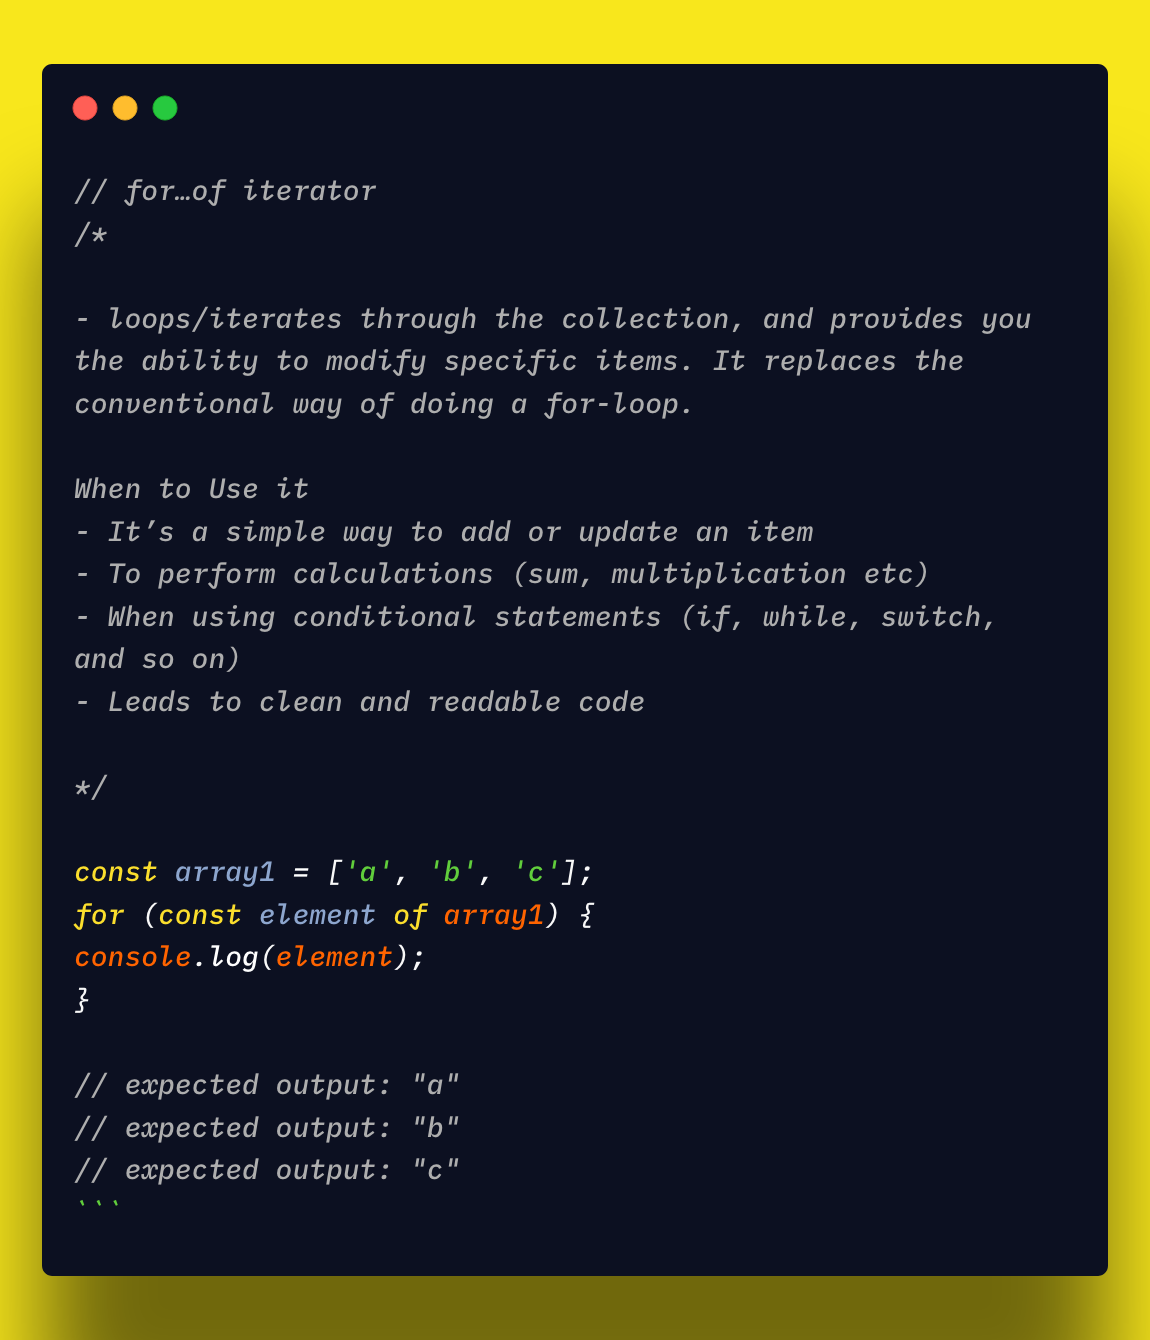 // for…of iterator
/*
- loops/iterates through the collection, and provides you
the ability to modify specific items. It replaces the
conventional way of doing a for-loop.
When to Use it
- It’s a simple way to add or update an item
- To perform calculations (sum, multiplication etc)
- When using conditional statements (if, while, switch,
and so on)
- Leads to clean and readable code
*/
const array1 = ['a', 'b', 'c'];
for (const element of array1) {
console.log(element);
}
// expected output: "a"
// expected output: "b"
// expected output: "c"
```